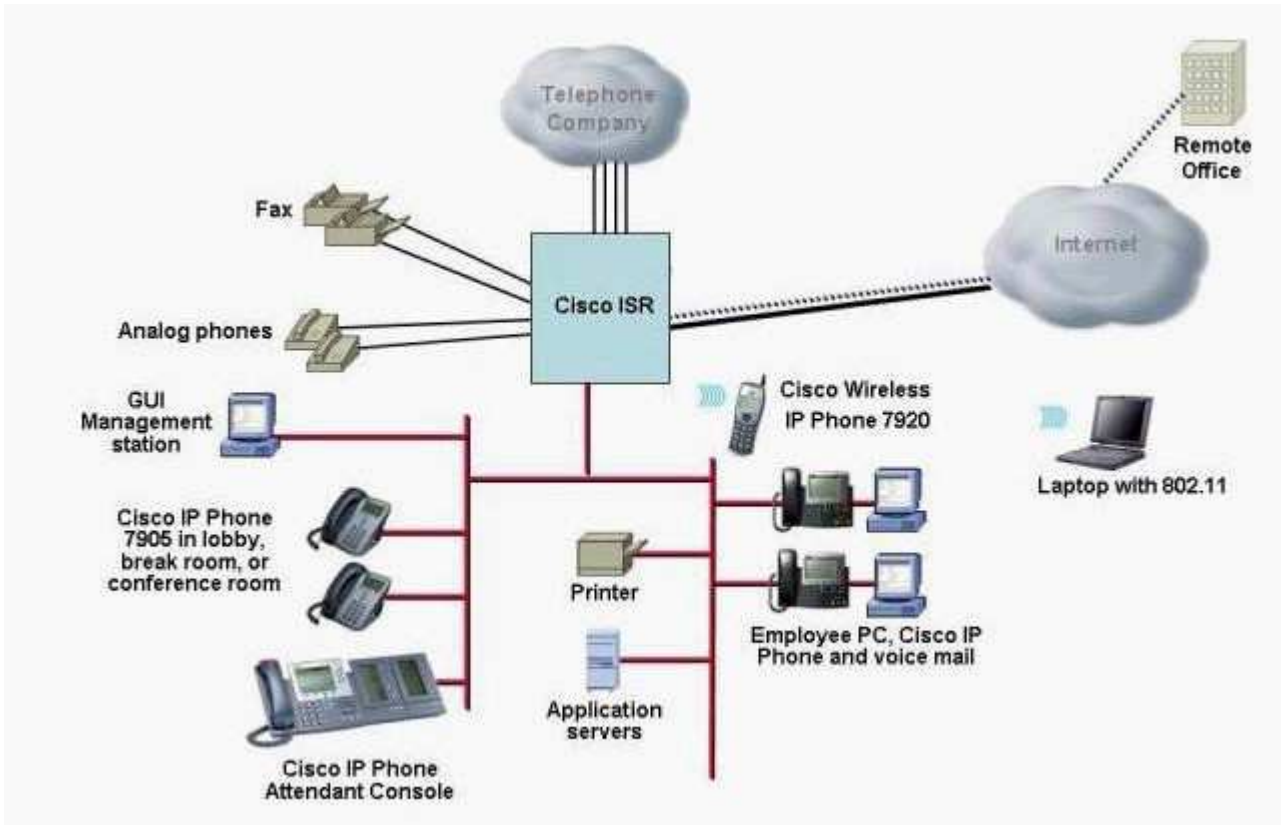 Telephone
Company
Remote
Office
Fax
Internet
Cisco ISR
Analog phones
GUI
Management
station
Cisco Wireless
IP Phone 7920
Laptop with 802.11
Cisco IP Phone
7905 in lobby,
break room, or
conference room
Printer
Employee PC, Cisco IP
Phone and voice mail
Application
servers
Cisco IP Phone
Attendant Console